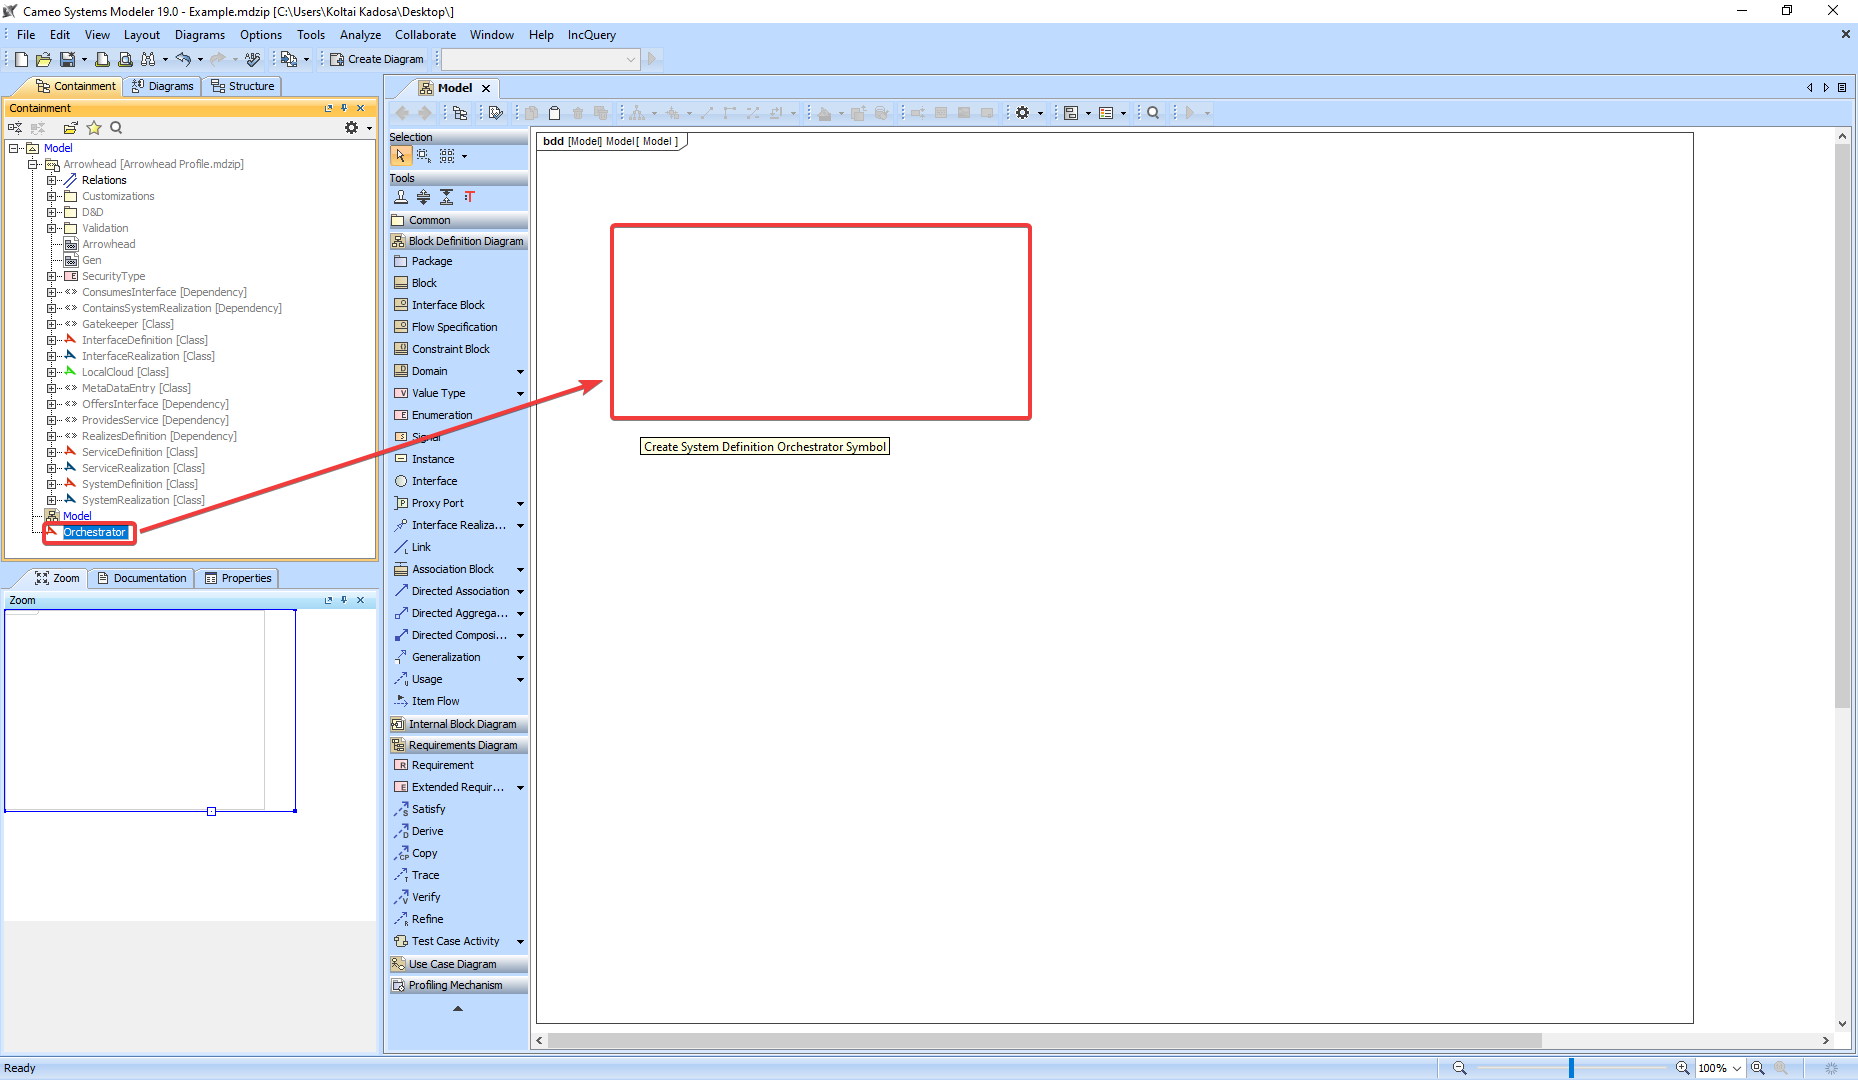 Cameo Systems Modeler 19.0 - Example.mdzip [C:\Users\Koltai Kadosa\Desktop\]
File Edit View Layout Diagrams Options Tools Analyze Collaborate Window Help IncQuery
Create Diagram
Containment Diagrams Structure
Containment
Model
Arrowhead [Arrowhead Profile.mdzip]
Relations
Customizations
D&D
Validation
Arrowhead
Gen
SecurityType
ConsumesInterface [Dependency]
ContainsSystemRealization [Dependency]
Gatekeeper [Class]
InterfaceDefinition [Class]
InterfaceRealization [Class]
LocalCloud [Class]
MetaDataEntry [Class]
OffersInterface [Dependency]
ProvidesService [Dependency]
RealizesDefinition [Dependency]
ServiceDefinition [Class]
ServiceRealization [Class]
SystemDefinition [Class]
SystemRealization [Class]
Model
Orchestrator
Zoom Documentation Properties
Zoom
Model
Selection
Tools
Common
Block Definition Diagram
Package
Block
Interface Block
Flow Specification
Constraint Block
Domain
Value Type
Enumeration
Signal
Instance
Interface
Proxy Port
Interface Realiza...
Link
Association Block
Directed Association
Directed Aggrega...
Directed Composi...
Generalization
Usage
Item Flow
Internal Block Diagram
Requirements Diagram
Requirement
Extended Requir...
Satisfy
Derive
Copy
Trace
Verify
Refine
Test Case Activity
Use Case Diagram
Profiling Mechanism
bdd [Model] Model[ Model ]
Create System Definition Orchestrator Symbol
Ready
100%